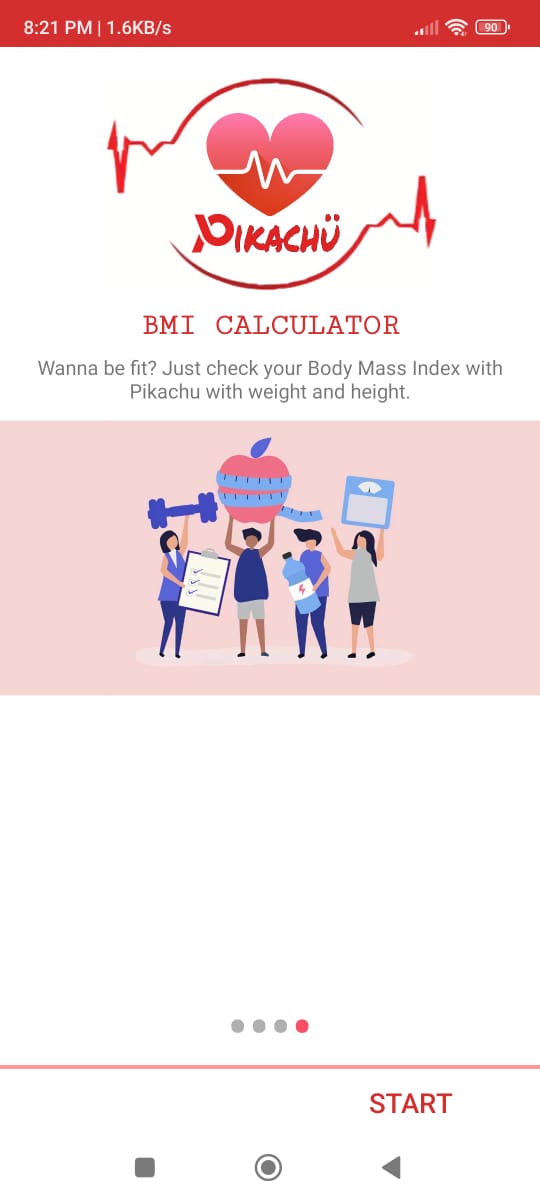 8:21 PM | 1.6KB/s
90
PIKACHÜ
BMI CALCULATOR
Wanna be fit? Just check your Body Mass Index with
Pikachu with weight and height.
START